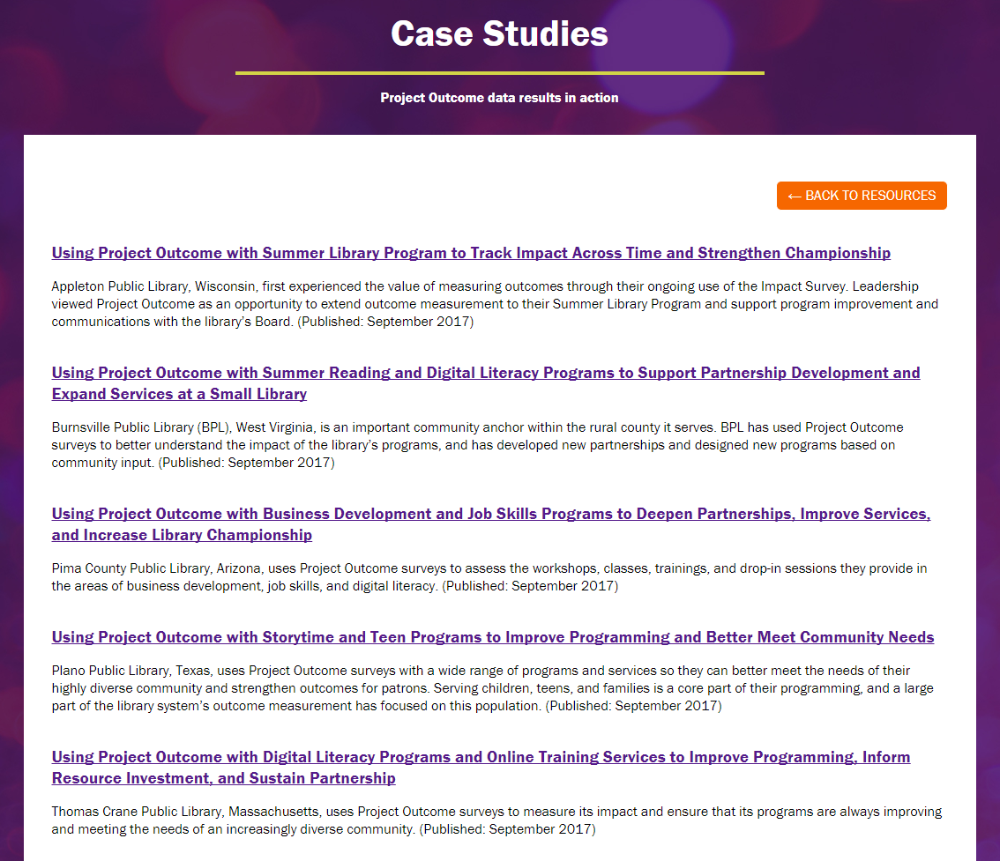 Case Studies
Project Outcome data results in action
← BACK TO RESOURCES
Using Project Outcome with Summer Library Program to Track Impact Across Time and Strengthen Championship
Appleton Public Library, Wisconsin, first experienced the value of measuring outcomes through their ongoing use of the Impact Survey. Leadership
viewed Project Outcome as an opportunity to extend outcome measurement to their Summer Library Program and support program improvement and
communications with the library’s Board. (Published: September 2017)
Using Project Outcome with Summer Reading and Digital Literacy Programs to Support Partnership Development and
Expand Services at a Small Library
Burnsville Public Library (BPL), West Virginia, is an important community anchor within the rural county it serves. BPL has used Project Outcome
surveys to better understand the impact of the library’s programs, and has developed new partnerships and designed new programs based on
community input. (Published: September 2017)
Using Project Outcome with Business Development and Job Skills Programs to Deepen Partnerships, Improve Services,
and Increase Library Championship
Pima County Public Library, Arizona, uses Project Outcome surveys to assess the workshops, classes, trainings, and drop-in sessions they provide in
the areas of business development, job skills, and digital literacy. (Published: September 2017)
Using Project Outcome with Storytime and Teen Programs to Improve Programming and Better Meet Community Needs
Plano Public Library, Texas, uses Project Outcome surveys with a wide range of programs and services so they can better meet the needs of their
highly diverse community and strengthen outcomes for patrons. Serving children, teens, and families is a core part of their programming, and a large
part of the library system’s outcome measurement has focused on this population. (Published: September 2017)
Using Project Outcome with Digital Literacy Programs and Online Training Services to Improve Programming, Inform
Resource Investment, and Sustain Partnership
Thomas Crane Public Library, Massachusetts, uses Project Outcome surveys to measure its impact and ensure that its programs are always improving
and meeting the needs of an increasingly diverse community. (Published: September 2017)